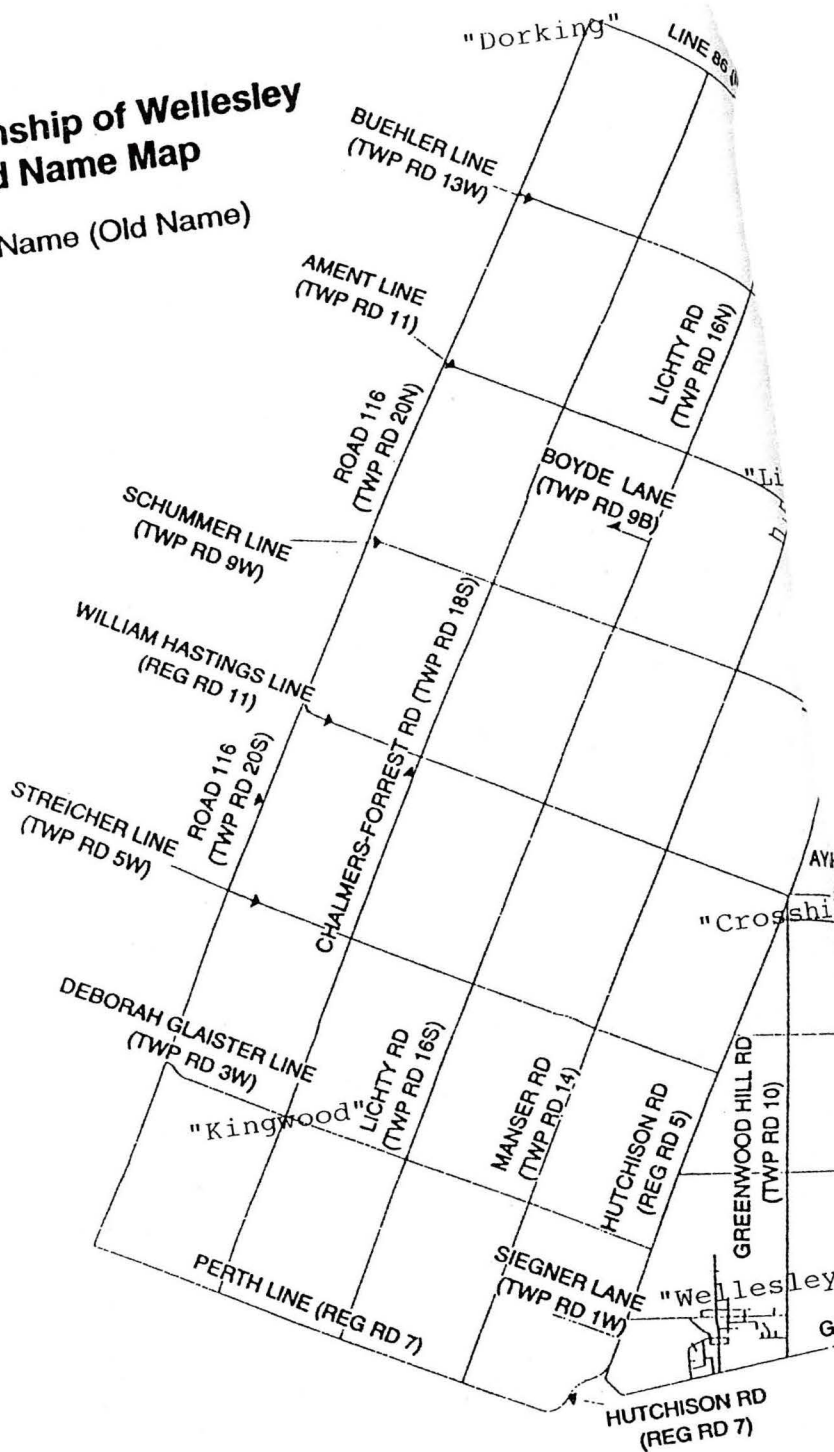 "Dorking"
LINE 86
nship of Wellesley
d Name Map
Name (Old Name)
BUEHLER LINE
(TWP RD 13W)
AMENT LINE
(TWP RD 11)
LICHTY RD
(TWP RD 16N)
ROAD 116
(TWP RD 20N)
BOYDE LANE
(TWP RD 9B)
"Li
SCHUMMER LINE
(TWP RD 9W)
WILLIAM HASTINGS LINE
(REG RD 11)
CHALMERS-FORREST RD (TWP RD 18S)
ROAD 116
(TWP RD 20S)
STREICHER LINE
(TWP RD 5W)
"Crosshi
DEBORAH GLAISTER LINE
(TWP RD 3W)
"Kingwood"
LICHTY RD
(TWP RD 16S)
MANSER RD
(TWP RD 14)
HUTCHISON RD
(REG RD 5)
GREENWOOD HILL RD
(TWP RD 10)
PERTH LINE (REG RD 7)
SIEGNER LANE
(TWP RD 1W)
"Wellesley
G
HUTCHISON RD
(REG RD 7)